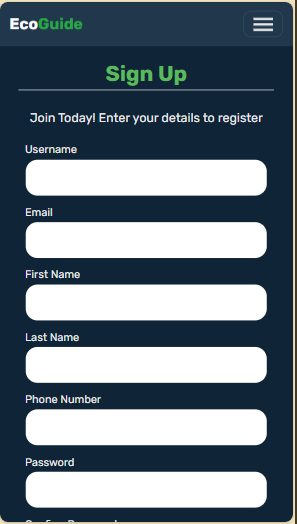 EcoGuide
Sign Up
Join Today! Enter your details to register
Username
Email
First Name
Last Name
Phone Number
Password